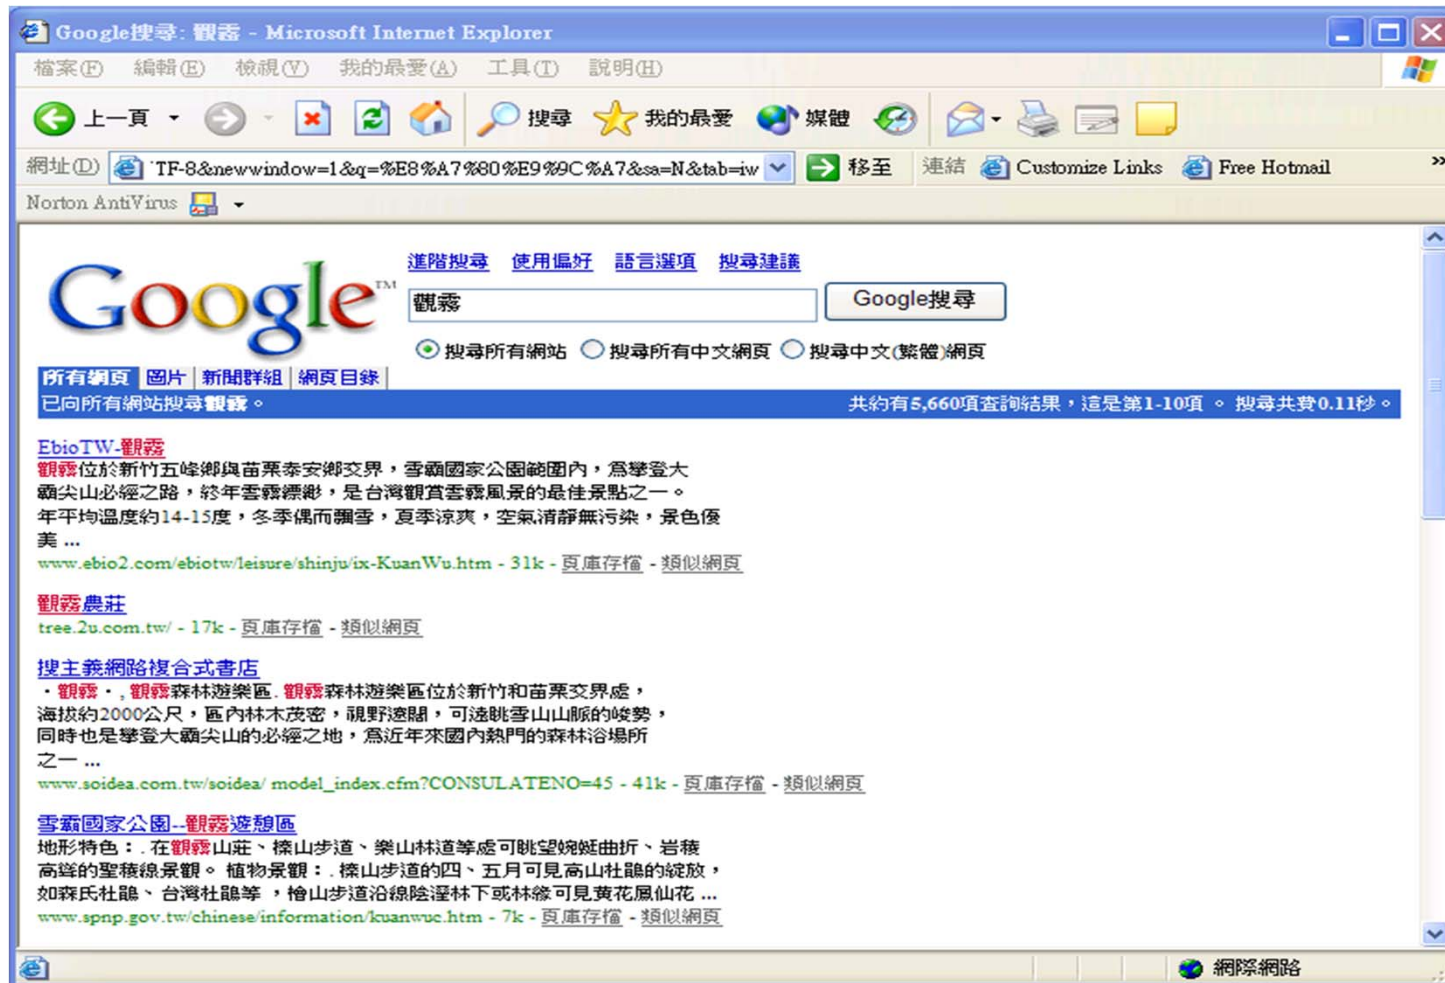 Google搜尋: 觀霧 - Microsoft Internet Explorer
檔案(F) 編輯(E) 檢視(V) 我的最愛(A) 工具(T) 說明(H)
上一頁 搜尋 我的最愛 媒體
網址(D) TF-8&newwindow=1&q=%E8%A7%80%E9%9C%A7&sa=N&tab=iw 移至 連結 Customize Links Free Hotmail »
Norton AntiVirus
進階搜尋 使用偏好 語言選項 搜尋建議
Google™ 觀霧 Google搜尋
搜尋所有網站 搜尋所有中文網頁 搜尋中文(繁體)網頁
所有網頁 圖片 新聞群組 網頁目錄
已向所有網站搜尋觀霧。 共約有5,660項查詢結果，這是第1-10項 。 搜尋共費0.11秒。
EbioTW-觀霧
觀霧位於新竹五峰鄉與苗栗泰安鄉交界，雪霸國家公園範圍內，為攀登大
霸尖山必經之路，終年雲霧縹緲，是台灣觀賞雲霧風景的最佳景點之一。
年平均溫度約14-15度，冬季偶而飄雪，夏季涼爽，空氣清靜無污染，景色優
美 ...
www.ebio2.com/ebiotw/leisure/shinju/ix-KuanWu.htm - 31k - 頁庫存檔 - 類似網頁
觀霧農莊
tree.2u.com.tw/ - 17k - 頁庫存檔 - 類似網頁
搜主義網路複合式書店
・觀霧・, 觀霧森林遊樂區. 觀霧森林遊樂區位於新竹和苗栗交界處，
海拔約2000公尺，區內林木茂密，視野遼闊，可遠眺雪山山脈的峻勢，
同時也是攀登大霸尖山的必經之地，為近年來國內熱門的森林浴場所
之一 ...
www.soidea.com.tw/soidea/ model_index.cfm?CONSULATENO=45 - 41k - 頁庫存檔 - 類似網頁
雪霸國家公園--觀霧遊憩區
地形特色：. 在觀霧山莊、榛山步道、樂山林道等處可眺望婉蜒曲折、岩稜
高聳的聖稜線景觀。 植物景觀：. 榛山步道的四、五月可見高山杜鵑的綻放，
如森氏杜鵑、台灣杜鵑等 ，檜山步道沿線陰溼林下或林緣可見黃花鳳仙花 ...
www.spnp.gov.tw/chinese/information/kuanwuc.htm - 7k - 頁庫存檔 - 類似網頁
網際網路